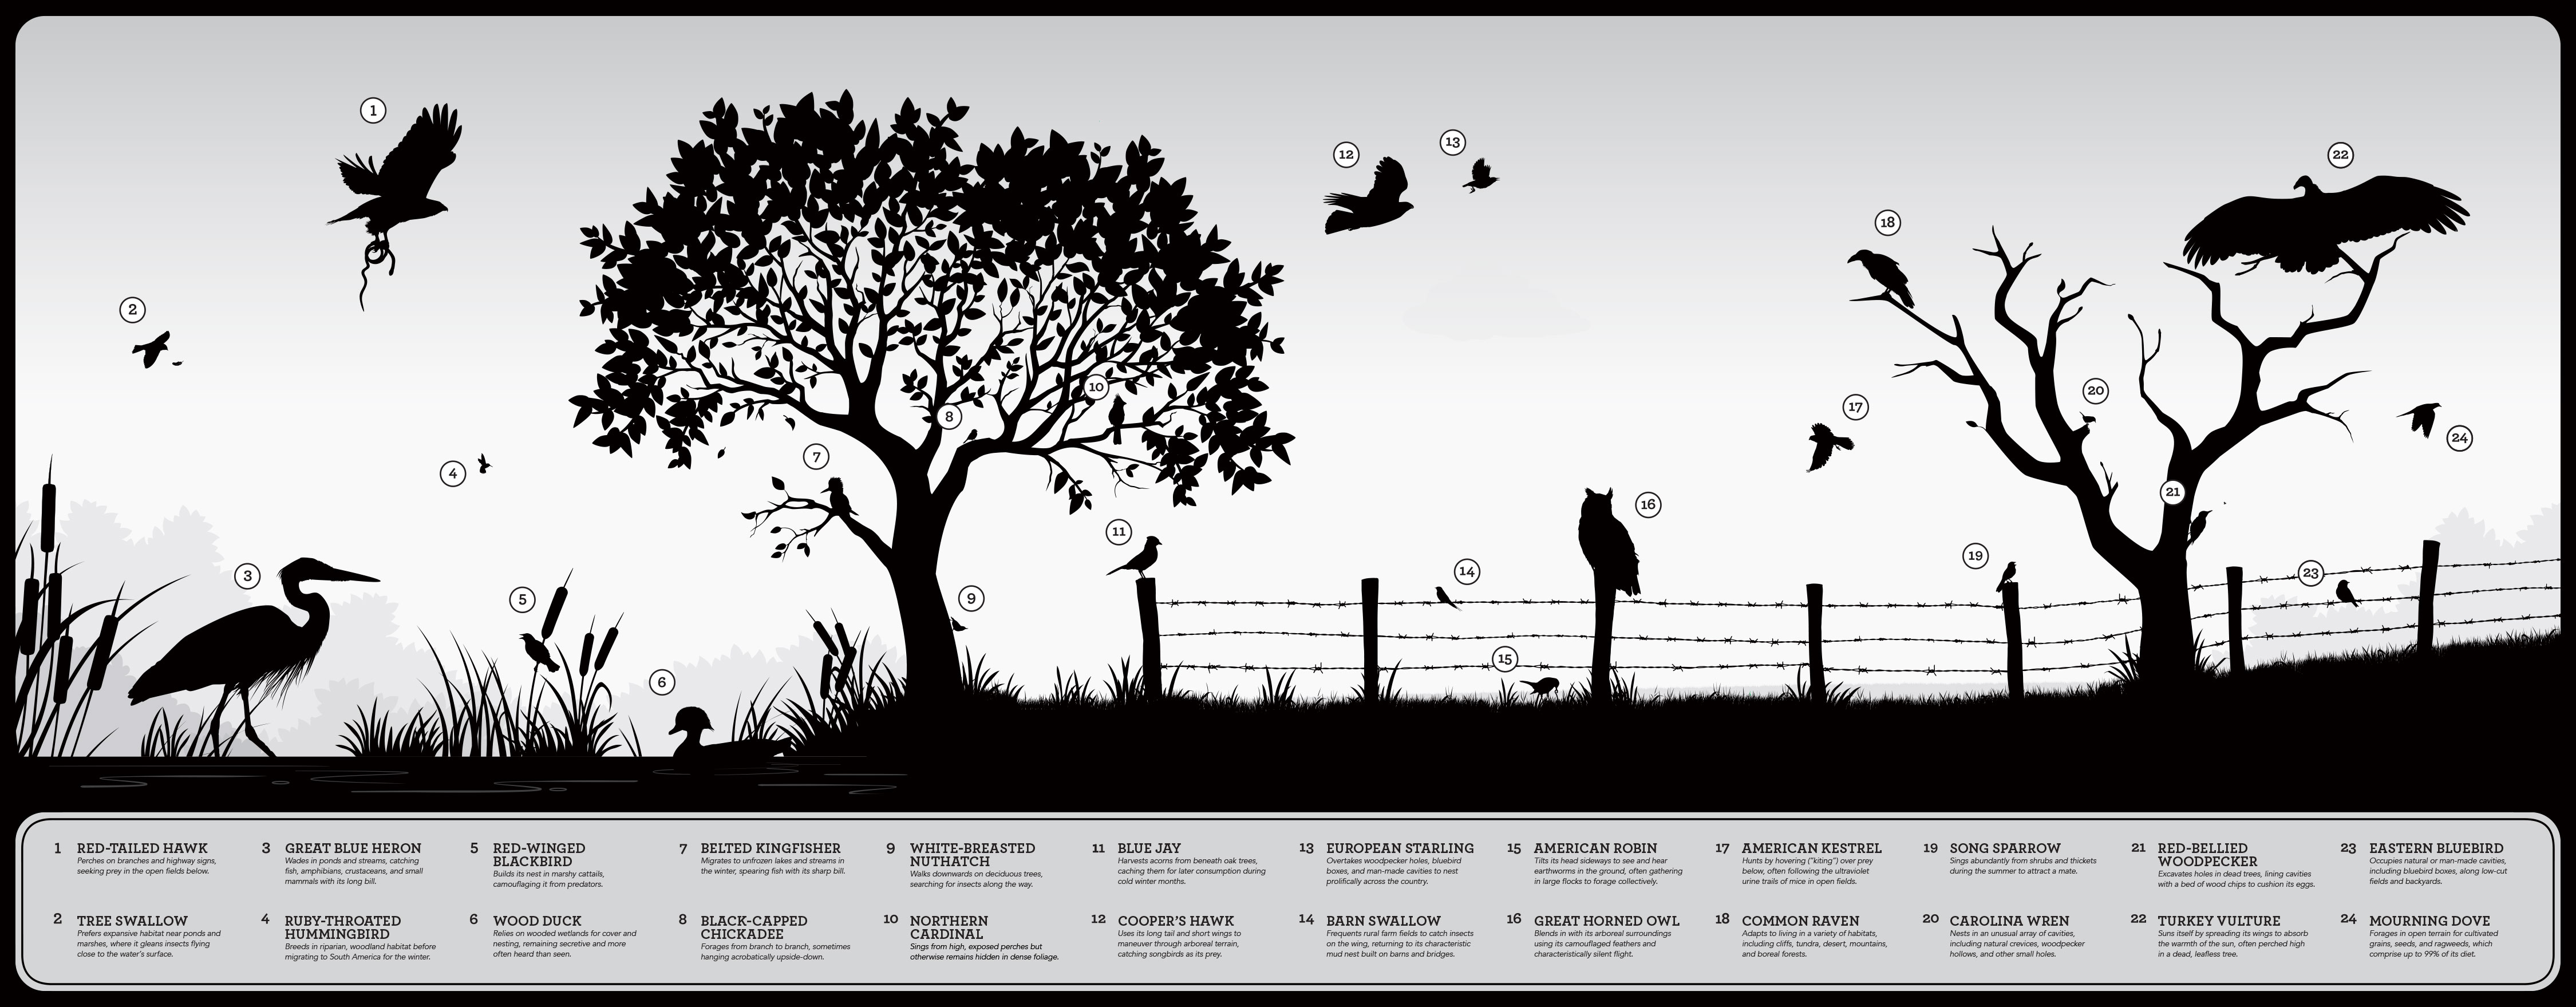 1
2
3
4
5
6
7
8
9
10
11
12
13
14
15
16
17
18
19
20
21
22
23
24
1 RED-TAILED HAWK
Perches on branches and highway signs,
seeking prey in the open fields below.
2 TREE SWALLOW
Prefers expansive habitat near ponds and
marshes, where it gleans insects flying
close to the water's surface.
3 GREAT BLUE HERON
Wades in ponds and streams, catching
fish, amphibians, crustaceans, and small
mammals with its long bill.
4 RUBY-THROATED
HUMMINGBIRD
Breeds in riparian, woodland habitat before
migrating to South America for the winter.
5 RED-WINGED
BLACKBIRD
Builds its nest in marshy cattails,
camouflaging it from predators.
6 WOOD DUCK
Relies on wooded wetlands for cover and
nesting, remaining secretive and more
often heard than seen.
7 BELTED KINGFISHER
Migrates to unfrozen lakes and streams in
the winter, spearing fish with its sharp bill.
8 BLACK-CAPPED
CHICKADEE
Forages from branch to branch, sometimes
hanging acrobatically upside-down.
9 WHITE-BREASTED
NUTHATCH
Walks downwards on deciduous trees,
searching for insects along the way.
10 NORTHERN
CARDINAL
Sings from high, exposed perches but
otherwise remains hidden in dense foliage.
11 BLUE JAY
Harvests acorns from beneath oak trees,
caching them for later consumption during
cold winter months.
12 COOPER'S HAWK
Uses its long tail and short wings to
maneuver through arboreal terrain,
catching songbirds as its prey.
13 EUROPEAN STARLING
Overtakes woodpecker holes, bluebird
boxes, and man-made cavities to nest
prolifically across the country.
14 BARN SWALLOW
Frequents rural farm fields to catch insects
on the wing, returning to its characteristic
mud nest built on barns and bridges.
15 AMERICAN ROBIN
Tilts its head sideways to see and hear
earthworms in the ground, often gathering
in large flocks to forage collectively.
16 GREAT HORNED OWL
Blends in with its arboreal surroundings
using its camouflaged feathers and
characteristically silent flight.
17 AMERICAN KESTREL
Hunts by hovering ("kiting") over prey
below, often following the ultraviolet
urine trails of mice in open fields.
18 COMMON RAVEN
Adapts to living in a variety of habitats,
including cliffs, tundra, desert, mountains,
and boreal forests.
19 SONG SPARROW
Sings abundantly from shrubs and thickets
during the summer to attract a mate.
20 CAROLINA WREN
Nests in an unusual array of cavities,
including natural crevices, woodpecker
hollows, and other small holes.
21 RED-BELLIED
WOODPECKER
Excavates holes in dead trees, lining cavities
with a bed of wood chips to cushion its eggs.
22 TURKEY VULTURE
Suns itself by spreading its wings to absorb
the warmth of the sun, often perched high
in a dead, leafless tree.
23 EASTERN BLUEBIRD
Occupies natural or man-made cavities,
including bluebird boxes, along low-cut
fields and backyards.
24 MOURNING DOVE
Forages in open terrain for cultivated
grains, seeds, and ragweeds, which
comprise up to 99% of its diet.